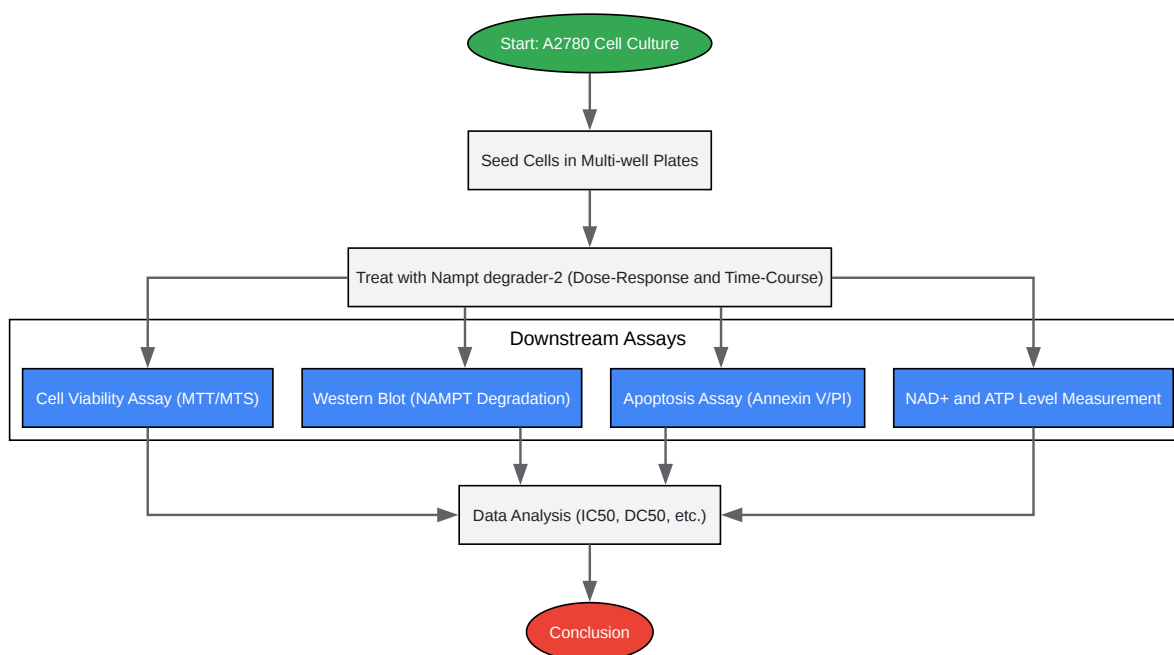 Start: A2780 Cell Culture
Seed Cells in Multi-well Plates
Treat with Nampt degrader-2 (Dose-Response and Time-Course)
Downstream Assays
Cell Viability Assay (MTT/MTS)
Western Blot (NAMPT Degradation)
Apoptosis Assay (Annexin V/PI)
NAD+ and ATP Level Measurement
Data Analysis (IC50, DC50, etc.)
Conclusion